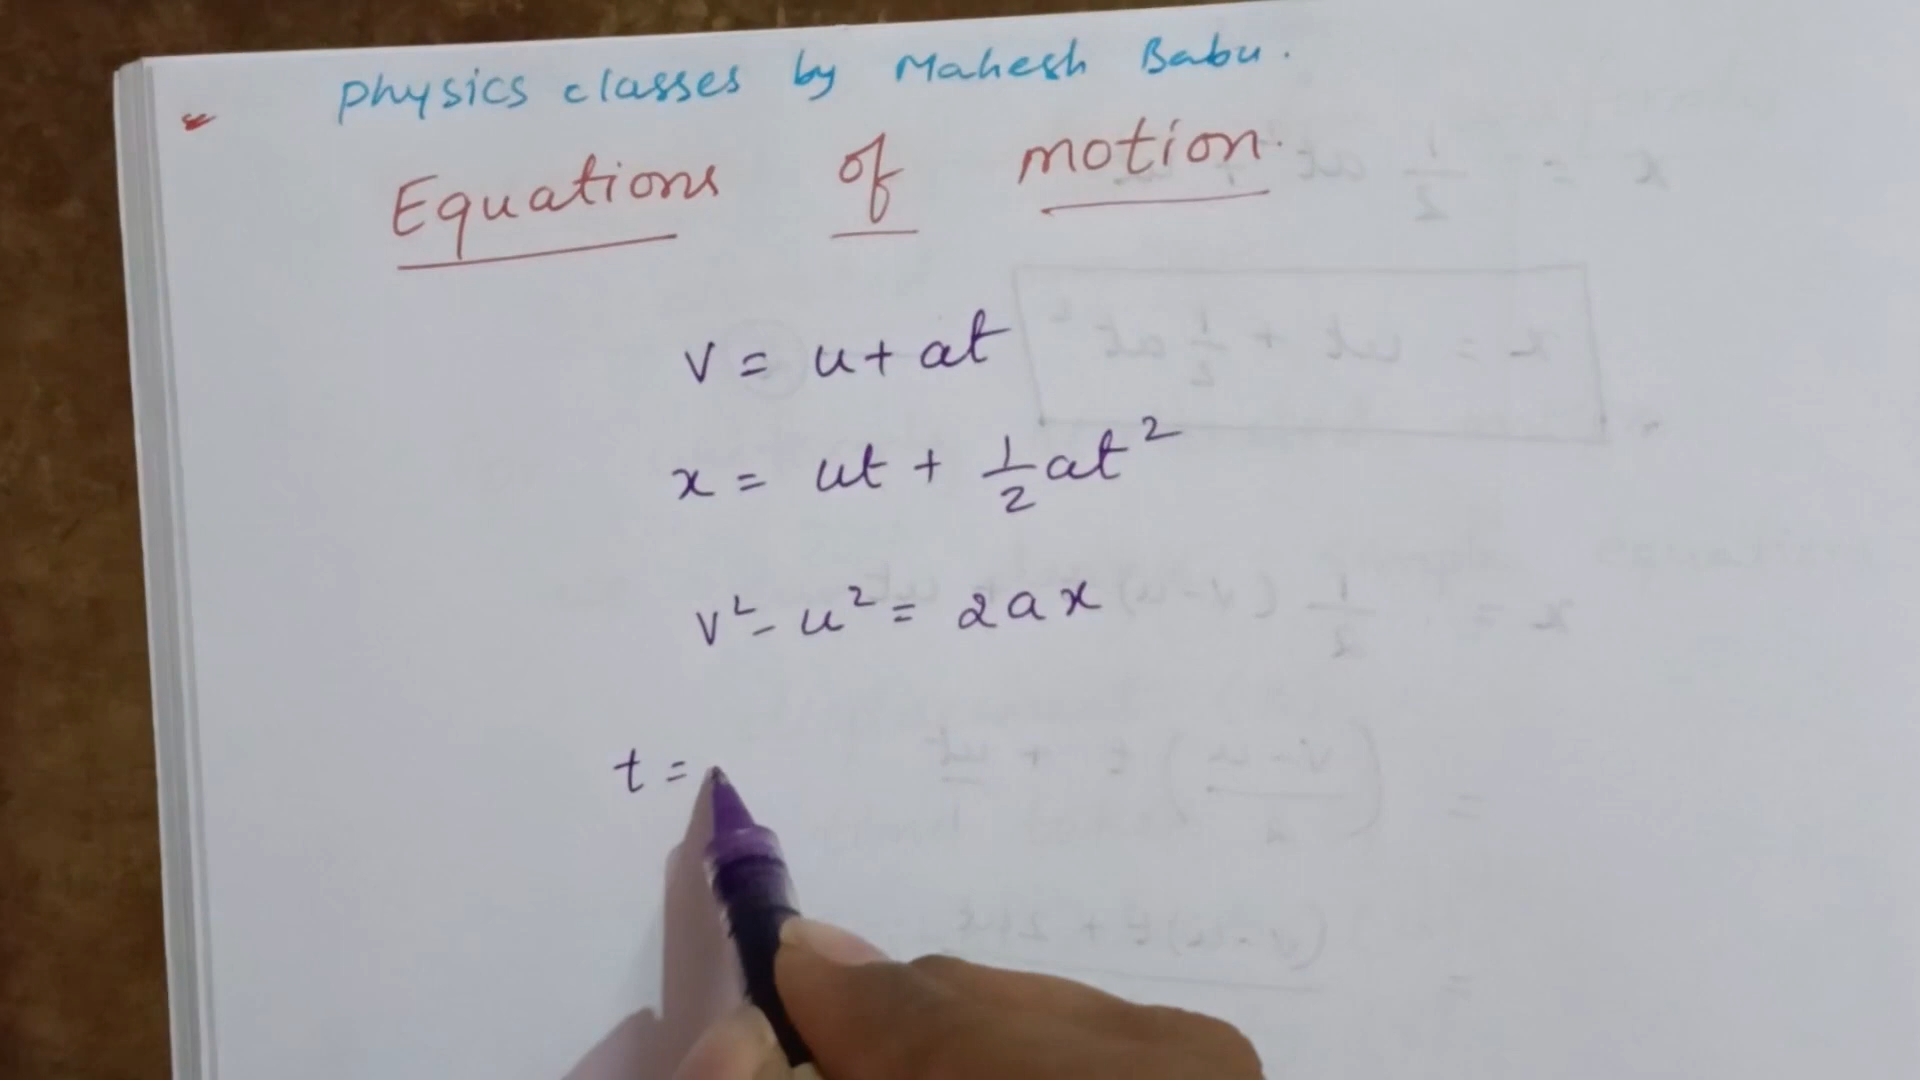 Physics classes by Mahesh Babu.
Equations of motion.
v = u + at
x = ut + 1/2 at²
v² - u² = 2ax
t =